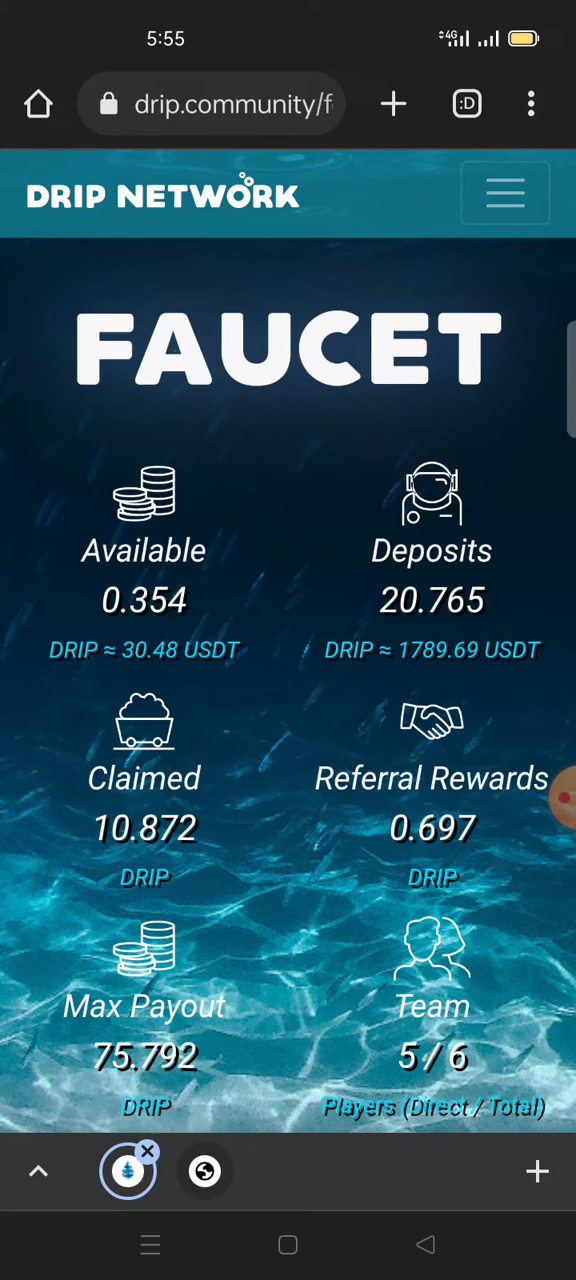 5:55
4G
drip.community/f
:D
DRIP NETWORK
FAUCET
Available
0.354
DRIP ≈ 30.48 USDT
Deposits
20.765
DRIP ≈ 1789.69 USDT
Claimed
10.872
DRIP
Referral Rewards
0.697
DRIP
Max Payout
75.792
DRIP
Team
5 / 6
Players (Direct / Total)